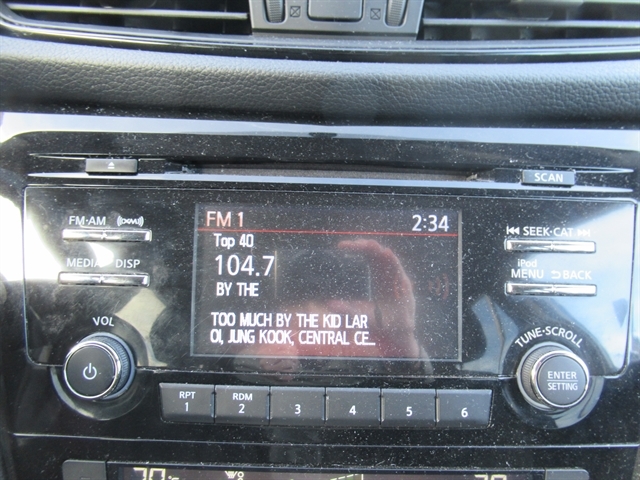 SCAN
FM·AM (((XM)))
MEDIA DISP
VOL
FM 1 2:34
Top 40
104.7
BY THE
TOO MUCH BY THE KID LAR
OI, JUNG KOOK, CENTRAL CE...
SEEK·CAT
iPod
MENU BACK
TUNE·SCROLL
ENTER
SETTING
RPT 1
RDM 2
3
4
5
6